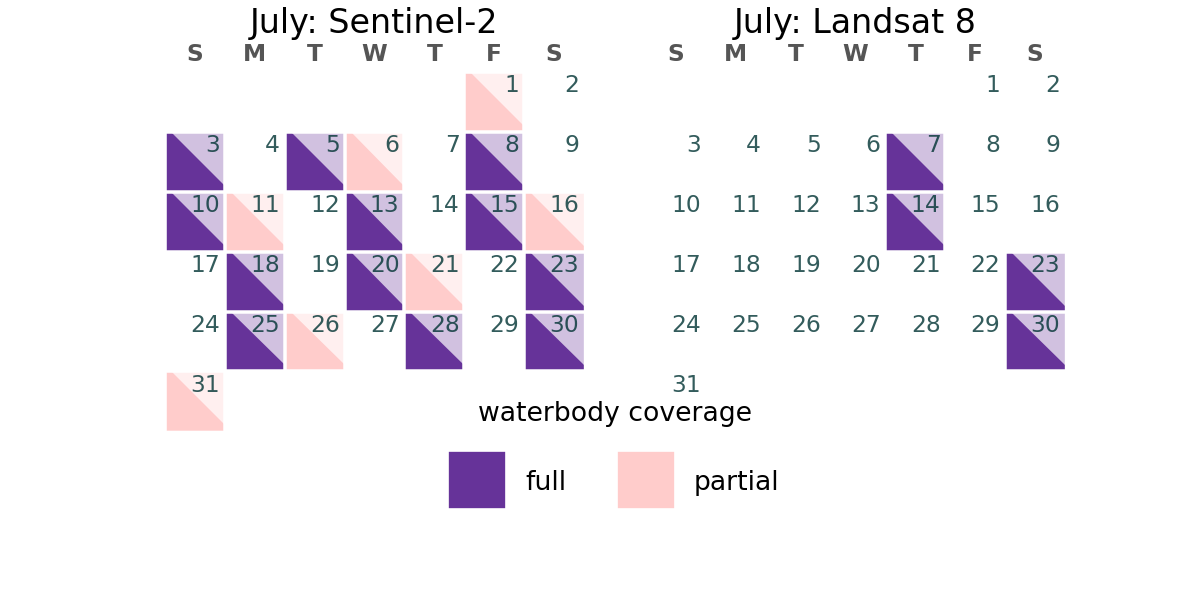 July: Sentinel-2
S M T W T F S
1 2
3 4 5 6 7 8 9
10 11 12 13 14 15 16
17 18 19 20 21 22 23
24 25 26 27 28 29 30
31
July: Landsat 8
S M T W T F S
1 2
3 4 5 6 7 8 9
10 11 12 13 14 15 16
17 18 19 20 21 22 23
24 25 26 27 28 29 30
31
waterbody coverage
full partial